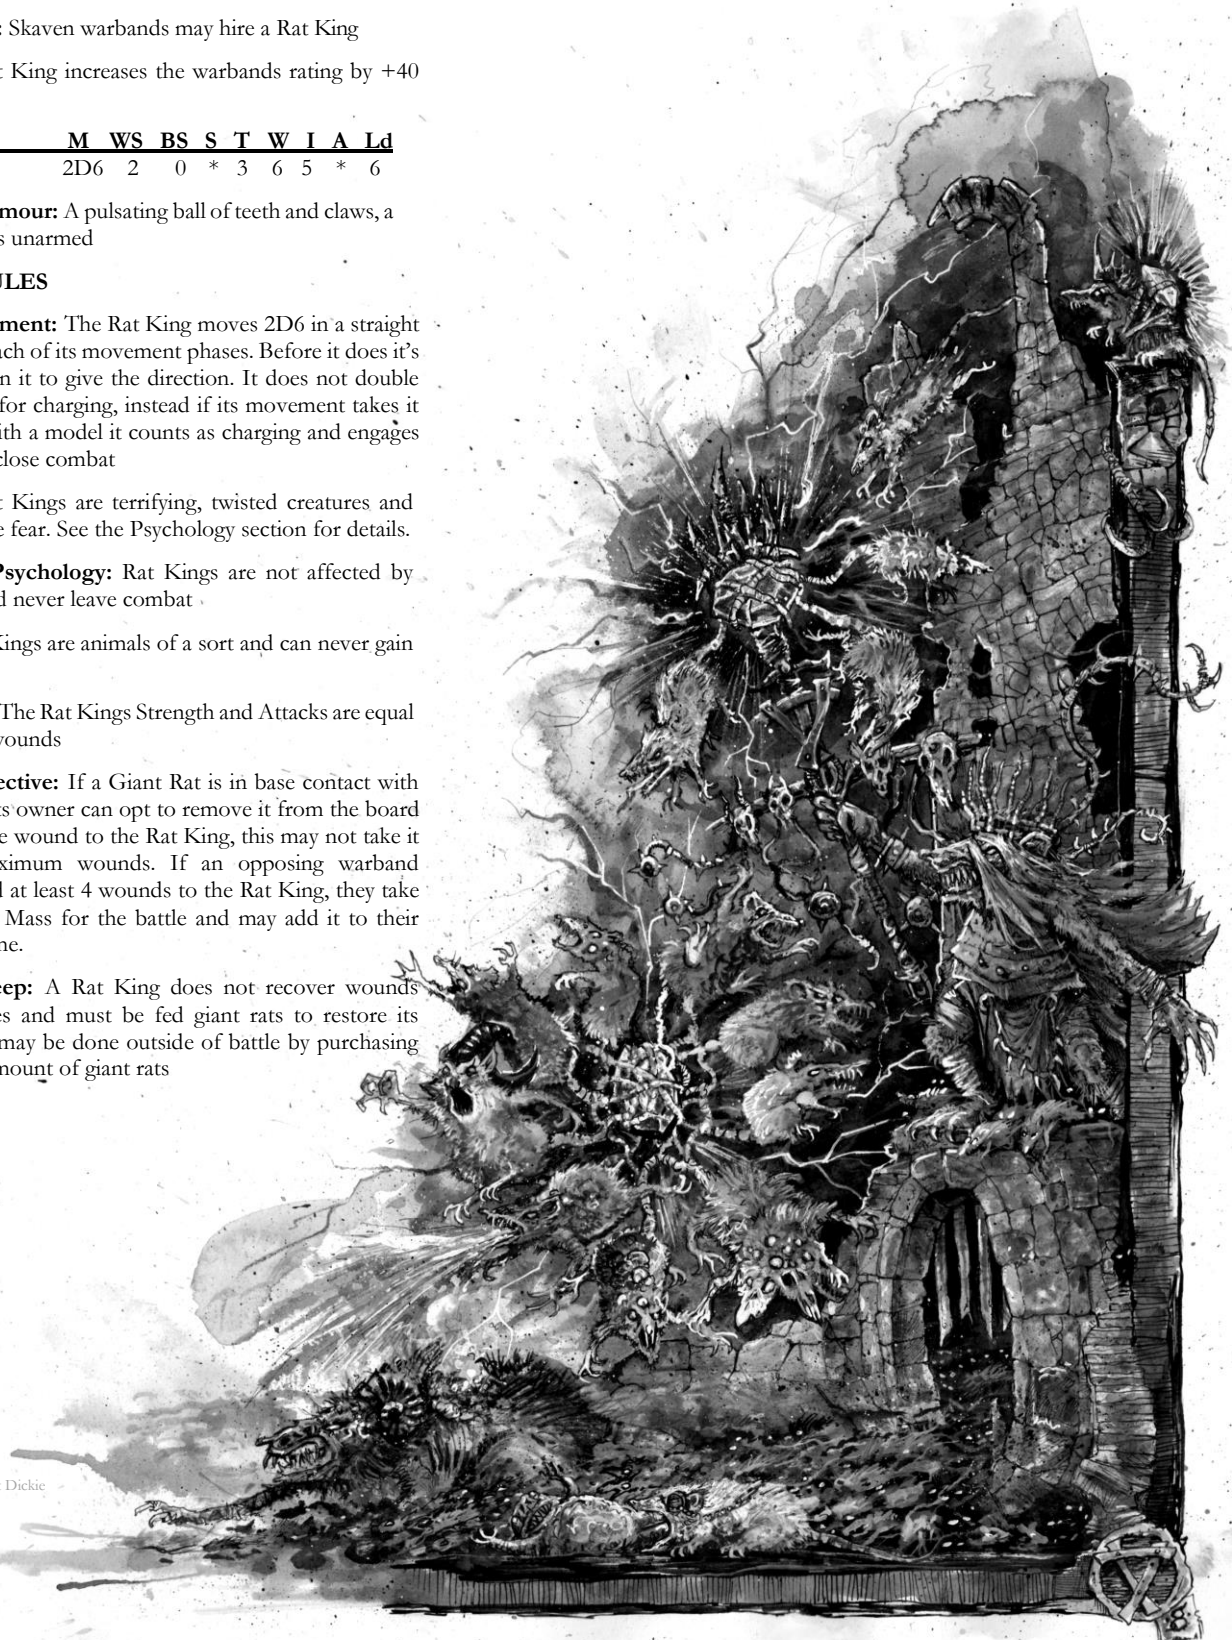 : Skaven warbands may hire a Rat King
t King increases the warbands rating by +40
M WS BS S T W I A Ld
2D6 2 0 * 3 6 5 * 6
mour: A pulsating ball of teeth and claws, a
s unarmed
ULES
ment: The Rat King moves 2D6 in a straight
ach of its movement phases. Before it does it’s
n it to give the direction. It does not double
for charging, instead if its movement takes it
ith a model it counts as charging and engages
close combat
t Kings are terrifying, twisted creatures and
e fear. See the Psychology section for details.
Psychology: Rat Kings are not affected by
d never leave combat
Kings are animals of a sort and can never gain
The Rat Kings Strength and Attacks are equal
wounds
ective: If a Giant Rat is in base contact with
ts owner can opt to remove it from the board
e wound to the Rat King, this may not take it
ximum wounds. If an opposing warband
l at least 4 wounds to the Rat King, they take
Mass for the battle and may add it to their
me.
eep: A Rat King does not recover wounds
es and must be fed giant rats to restore its
may be done outside of battle by purchasing
mount of giant rats
t Dickie